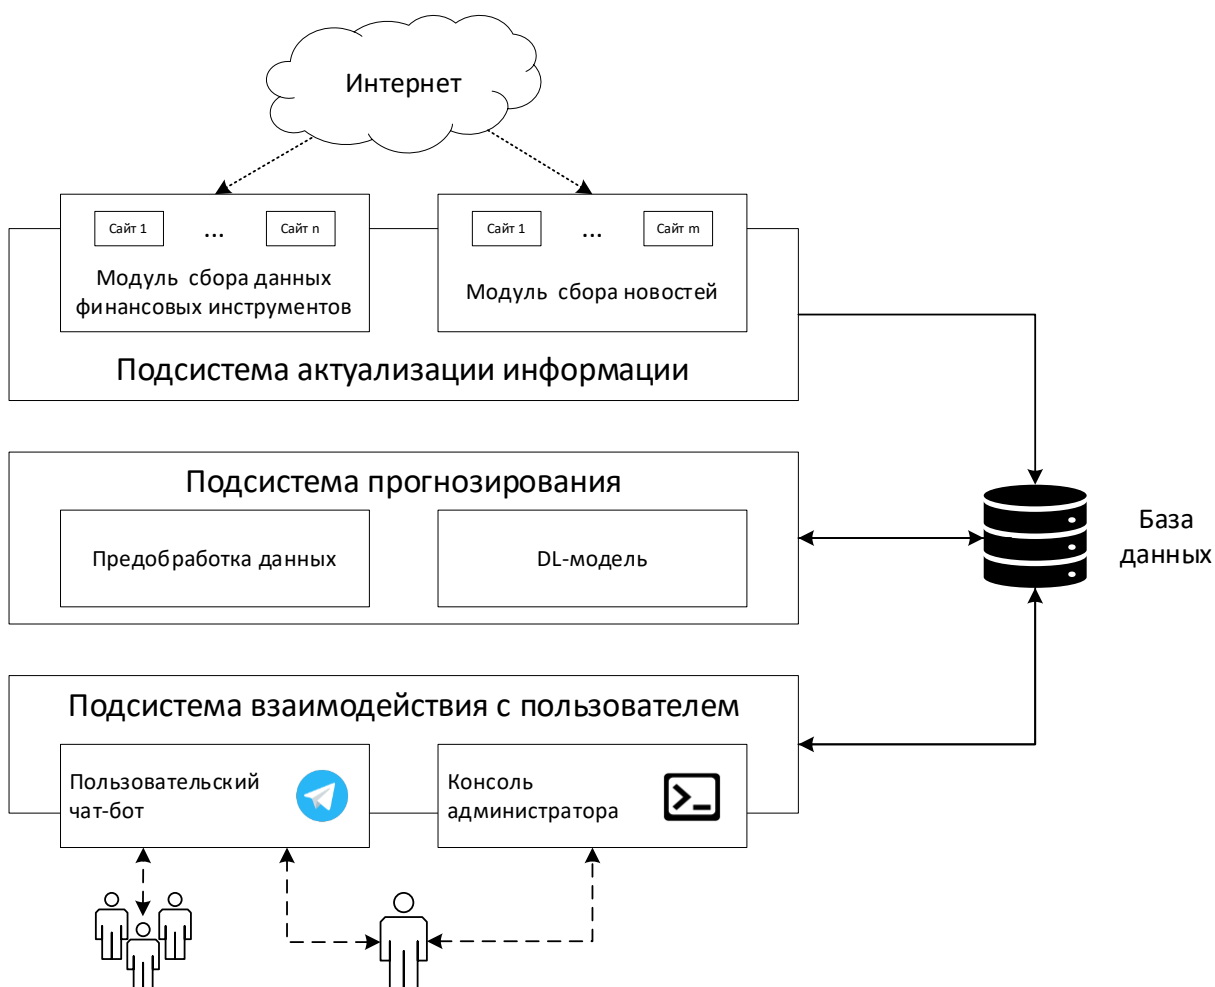 Интернет
Сайт 1
...
Сайт n
Сайт 1
...
Сайт m
Модуль сбора данных
финансовых инструментов
Модуль сбора новостей
Подсистема актуализации информации
Подсистема прогнозирования
Предобработка данных
DL-модель
База
данных
Подсистема взаимодействия с пользователем
Пользовательский
чат-бот
Консоль
администратора